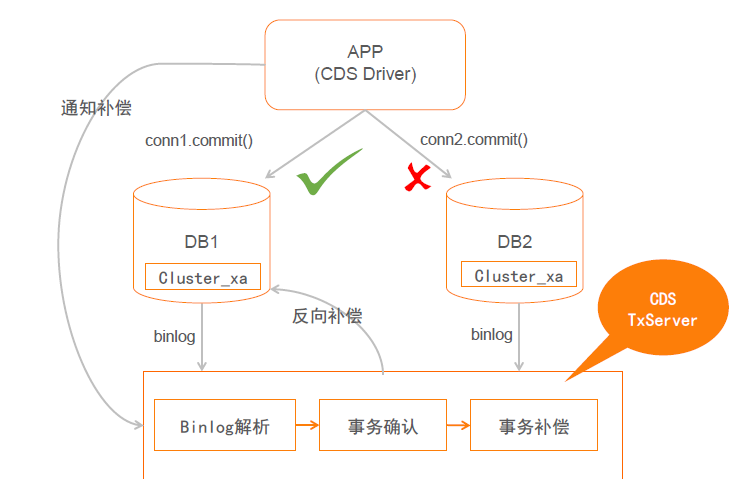 APP
(CDS Driver)
通知补偿
conn1.commit()
conn2.commit()
DB1
DB2
Cluster_xa
Cluster_xa
CDS
TxServer
反向补偿
binlog
binlog
Binlog解析
事务确认
事务补偿